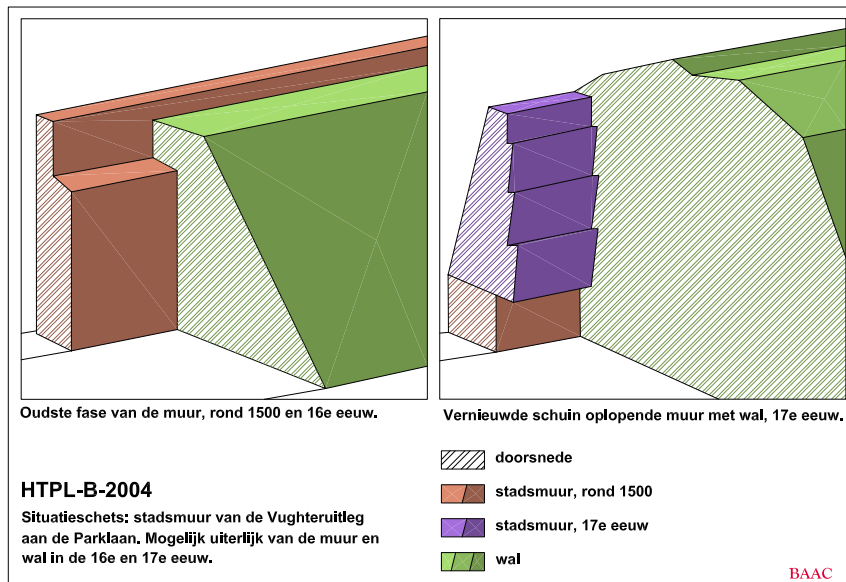 Oudste fase van de muur, rond 1500 en 16e eeuw.
Vernieuwde schuin oplopende muur met wal, 17e eeuw.
HTPL-B-2004
Situatieschets: stadsmuur van de Vughteruitleg
aan de Parklaan. Mogelijk uiterlijk van de muur en
wal in de 16e en 17e eeuw.
doorsnede
stadsmuur, rond 1500
stadsmuur, 17e eeuw
wal
BAAC